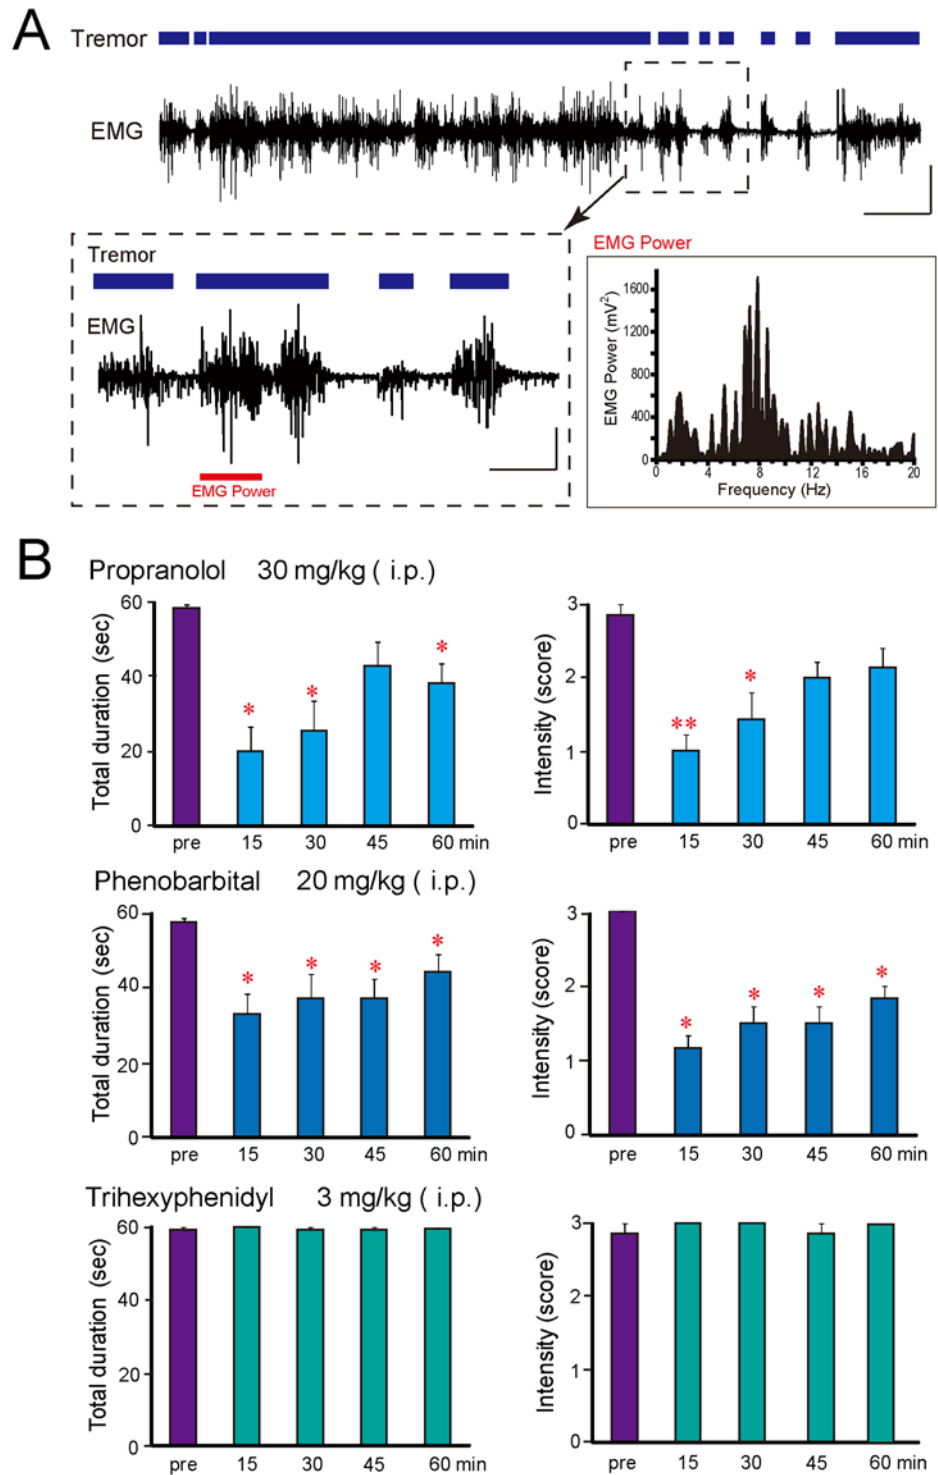 A
Tremor
EMG
Tremor
EMG
EMG Power
EMG Power
EMG Power (mV²)
1600
1200
800
400
0
0 4 8 12 16 20
Frequency (Hz)
B
Propranolol 30 mg/kg ( i.p.)
Total duration (sec)
60
40
20
0
* * *
pre 15 30 45 60 min
Intensity (score)
3
2
1
0
** *
pre 15 30 45 60 min
Phenobarbital 20 mg/kg ( i.p.)
Total duration (sec)
60
40
20
0
* * * *
pre 15 30 45 60 min
Intensity (score)
3
2
1
0
* * * *
pre 15 30 45 60 min
Trihexyphenidyl 3 mg/kg ( i.p.)
Total duration (sec)
60
40
20
0
pre 15 30 45 60 min
Intensity (score)
3
2
1
0
pre 15 30 45 60 min